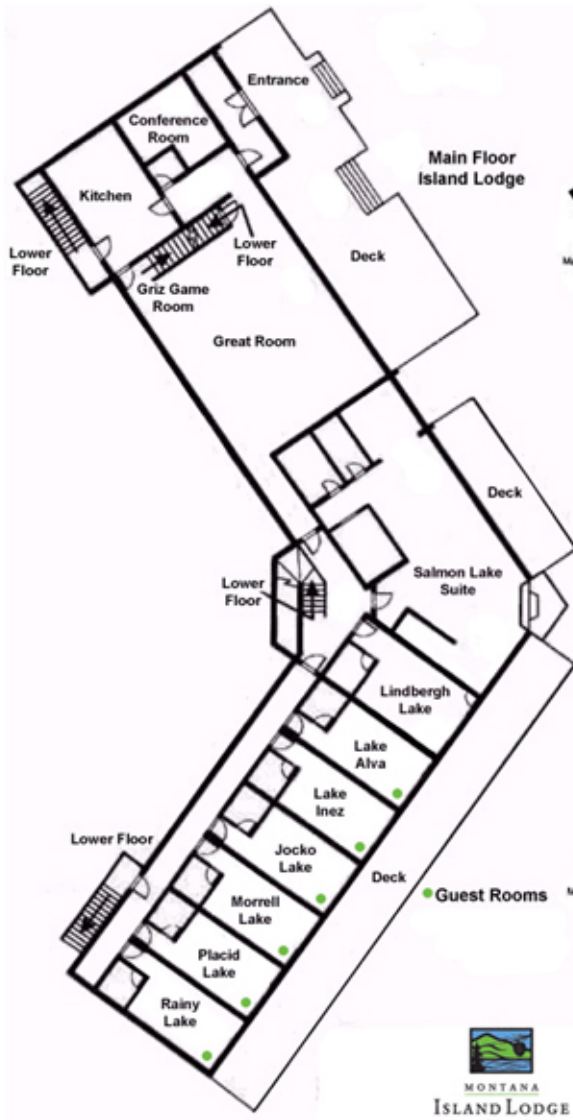 Entrance
Conference
Room
Main Floor
Island Lodge
Kitchen
Lower
Floor
Lower
Floor
Griz Game
Room
Deck
Great Room
Deck
Salmon Lake
Suite
Lower
Floor
Lindbergh
Lake
Lake
Alva
Lake
Inez
Lower Floor
Jocko
Lake
Deck
Guest Rooms
Morrell
Lake
Placid
Lake
Rainy
Lake
MONTANA
ISLAND LODGE